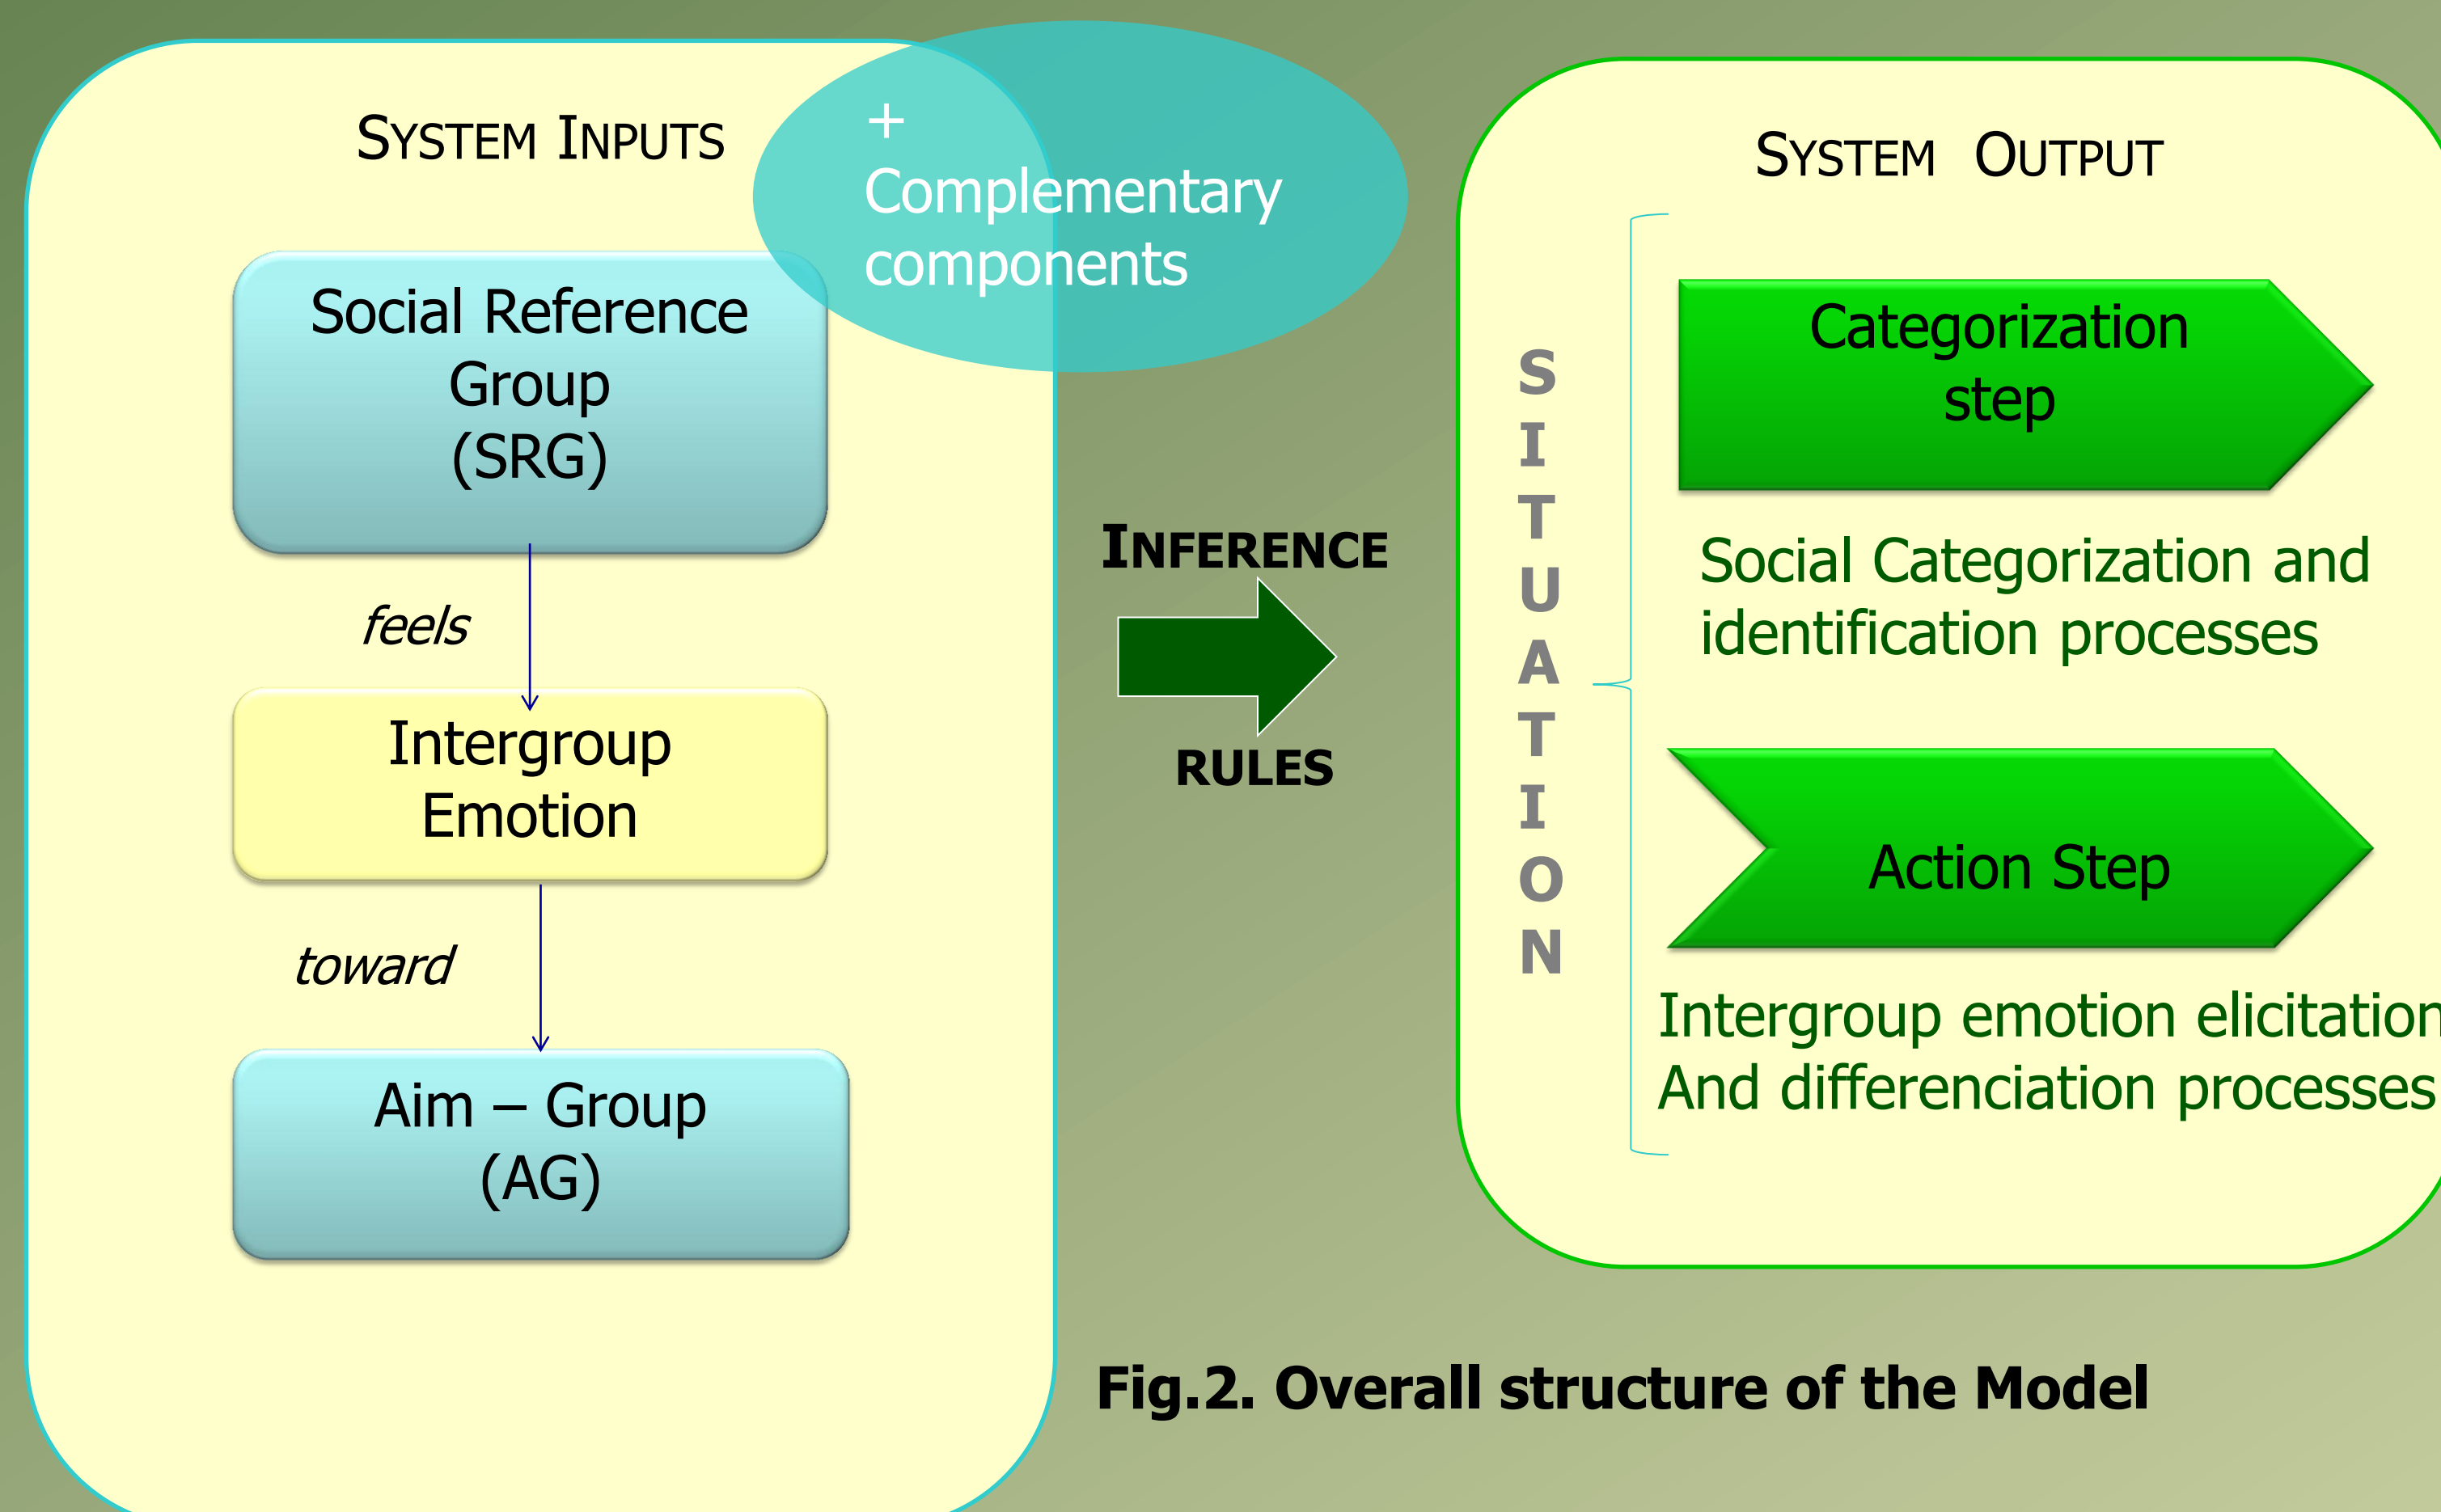 SYSTEM INPUTS
+
Complementary
components
Social Reference
Group
(SRG)
feels
Intergroup
Emotion
toward
Aim – Group
(AG)
INFERENCE
RULES
SYSTEM OUTPUT
S
I
T
U
A
T
I
O
N
Categorization
step
Social Categorization and
identification processes
Action Step
Intergroup emotion elicitation
And differenciation processes
Fig.2. Overall structure of the Model